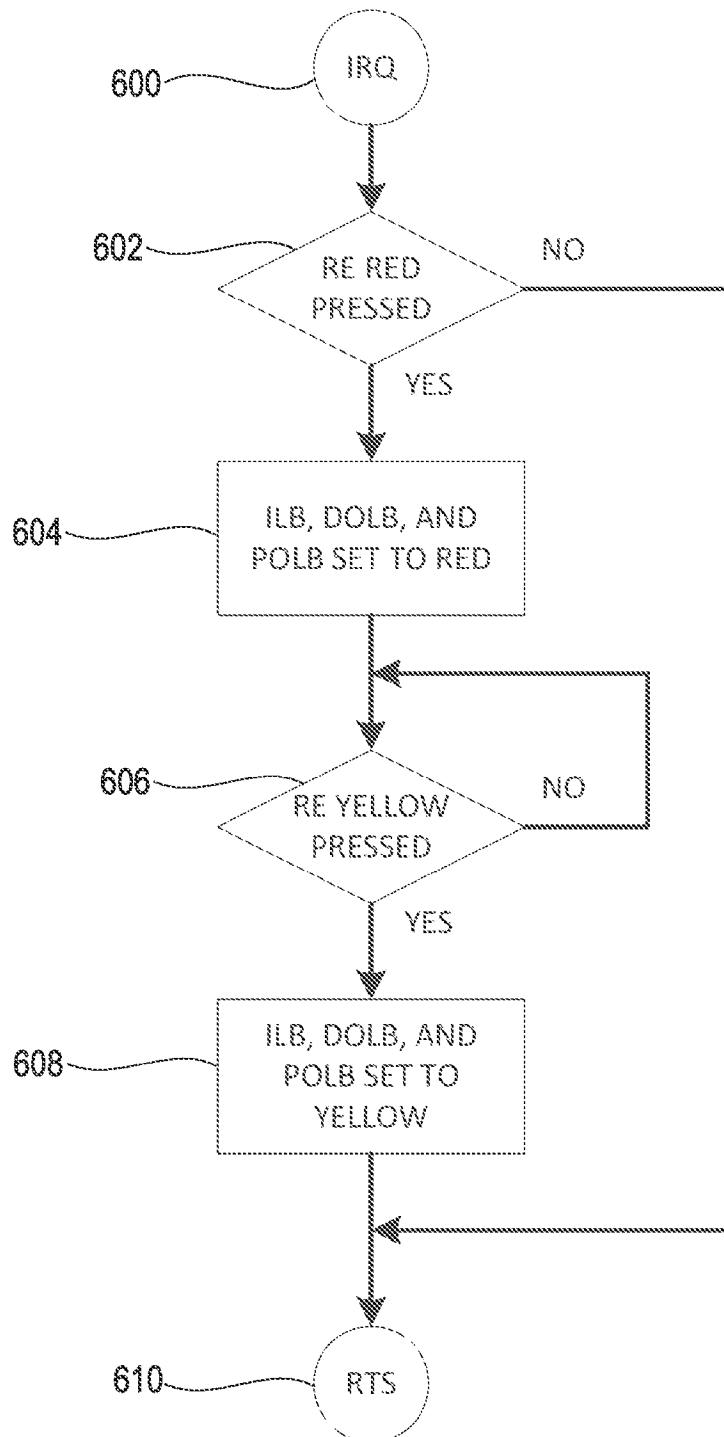 IRQ
600
602
RE RED
PRESSED
NO
YES
604
ILB, DOLB, AND
POLB SET TO RED
606
RE YELLOW
PRESSED
NO
YES
608
ILB, DOLB, AND
POLB SET TO
YELLOW
610
RTS